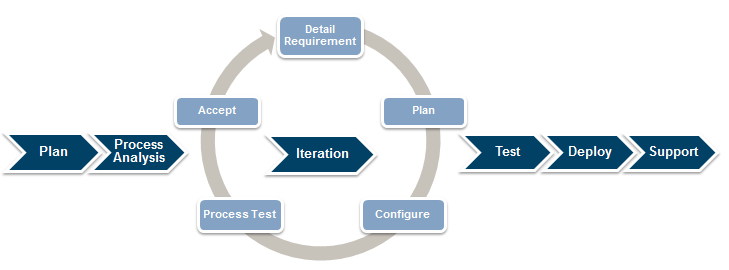 Detail
Requirement
Accept
Plan
Plan
Process
Analysis
Iteration
Test
Deploy
Support
Process Test
Configure